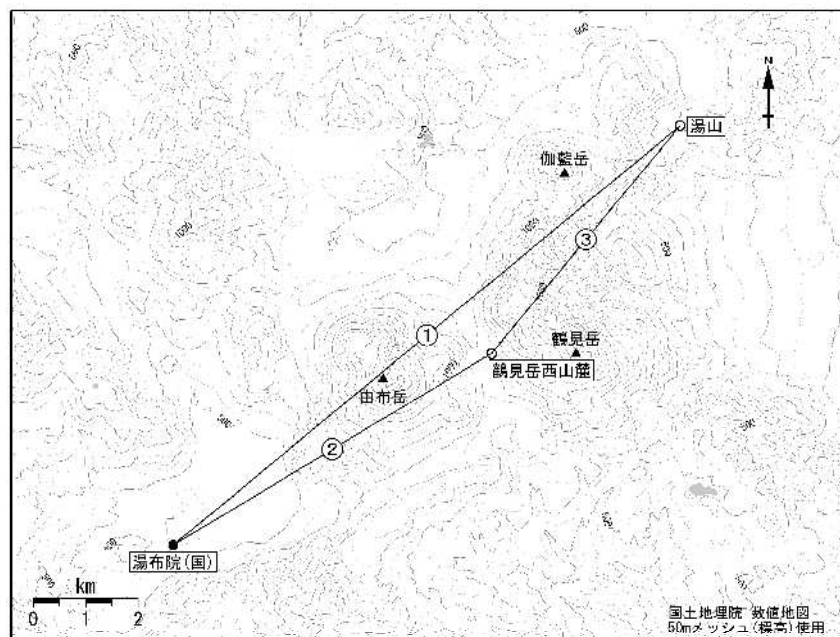 N
湯山
伽藍岳
1000
③
①
鶴見岳
鶴見岳西山麓
由布岳
②
湯布院(国)
km
0 1 2
国土地理院 数値地図
50mメッシュ(標高)使用